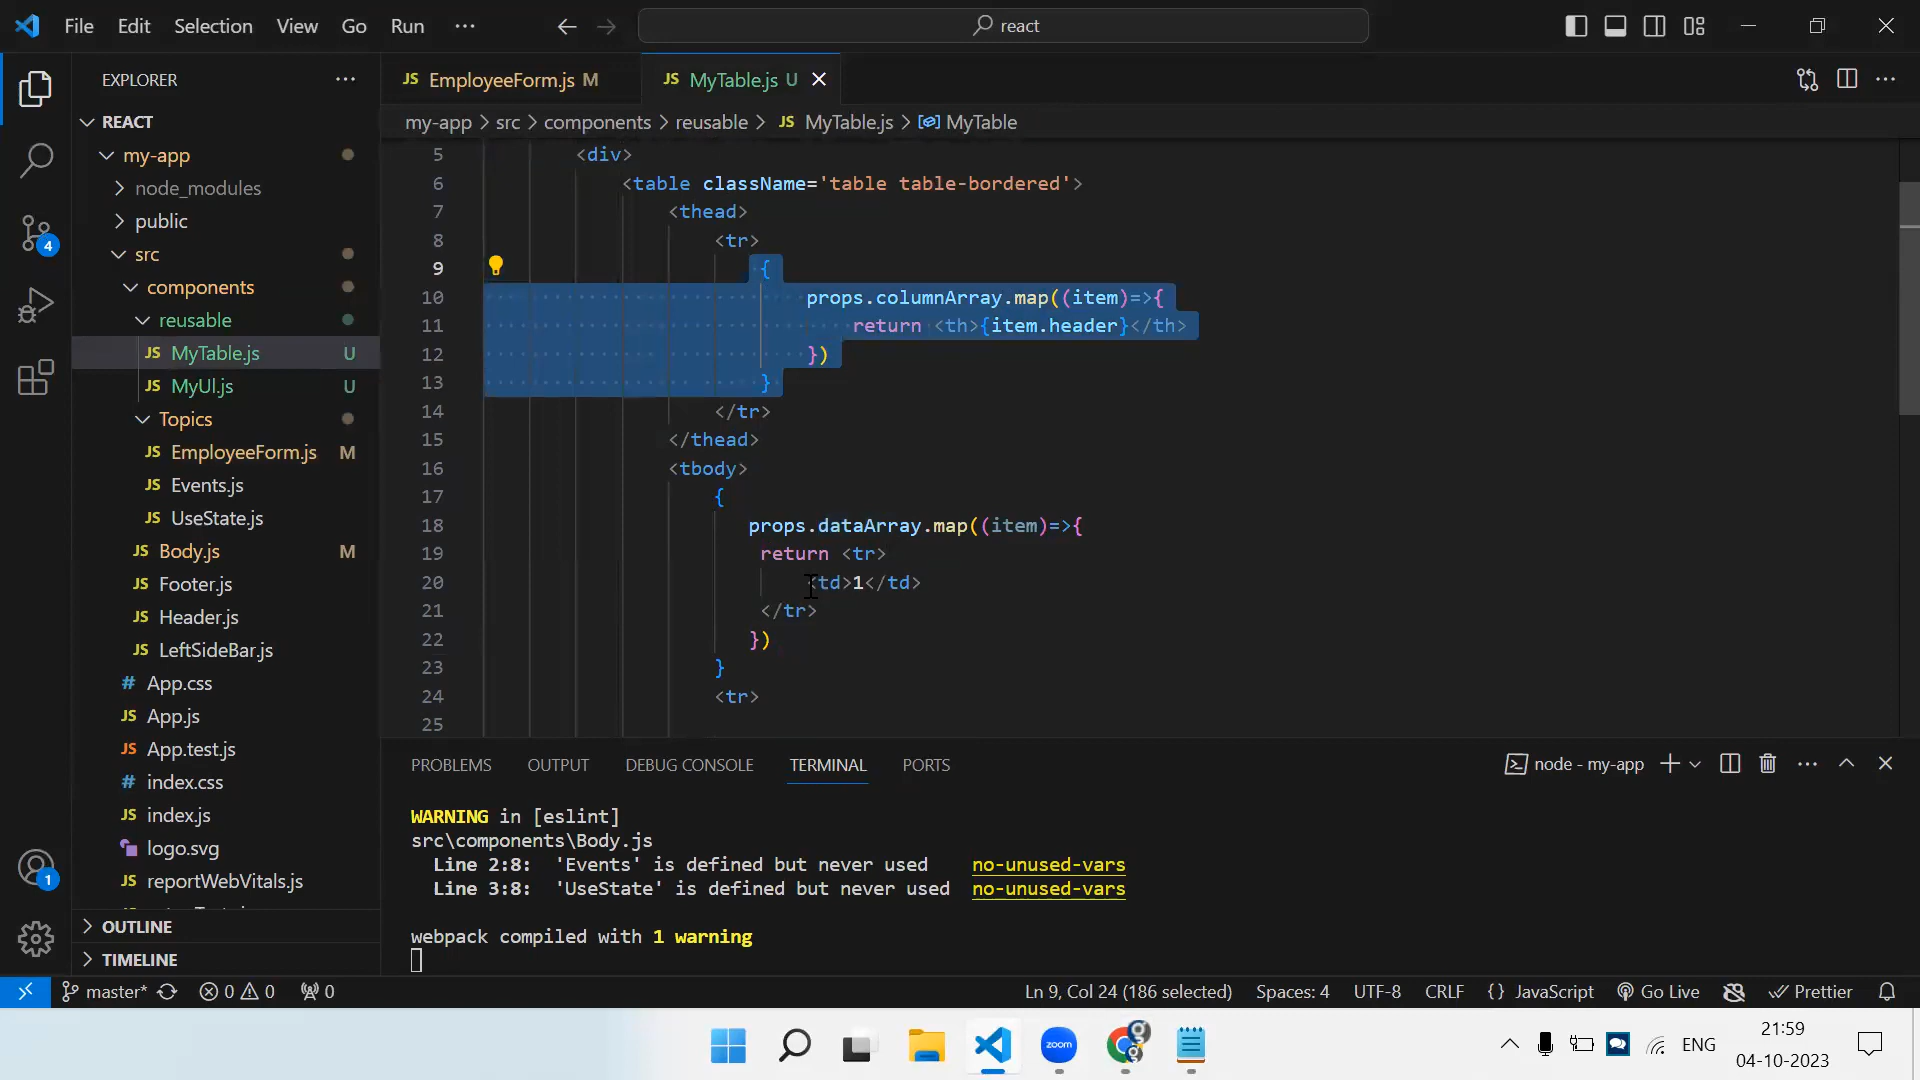 File Edit Selection View Go Run ···
react
EXPLORER
REACT
my-app
node_modules
public
src
components
reusable
JS MyTable.js U
JS MyUl.js U
Topics
JS EmployeeForm.js M
JS Events.js
JS UseState.js
JS Body.js M
JS Footer.js
JS Header.js
JS LeftSideBar.js
# App.css
JS App.js
JS App.test.js
# index.css
JS index.js
logo.svg
JS reportWebVitals.js
OUTLINE
TIMELINE
4
1
JS EmployeeForm.js M
JS MyTable.js U
my-app > src > components > reusable > JS MyTable.js > MyTable
5 <div>
6 <table className='table table-bordered'>
7 <thead>
8 <tr>
9 {
10 props.columnArray.map((item)=>{
11 return <th>{item.header}</th>
12 })
13 }
14 </tr>
15 </thead>
16 <tbody>
17 {
18 props.dataArray.map((item)=>{
19 return <tr>
20 <td>1</td>
21 </tr>
22 })
23 }
24 <tr>
25
PROBLEMS OUTPUT DEBUG CONSOLE TERMINAL PORTS
node - my-app
WARNING in [eslint]
src\components\Body.js
Line 2:8: 'Events' is defined but never used no-unused-vars
Line 3:8: 'UseState' is defined but never used no-unused-vars
webpack compiled with 1 warning
master* 0 0 0
Ln 9, Col 24 (186 selected) Spaces: 4 UTF-8 CRLF {} JavaScript Go Live Prettier
zoom
ENG
21:59
04-10-2023